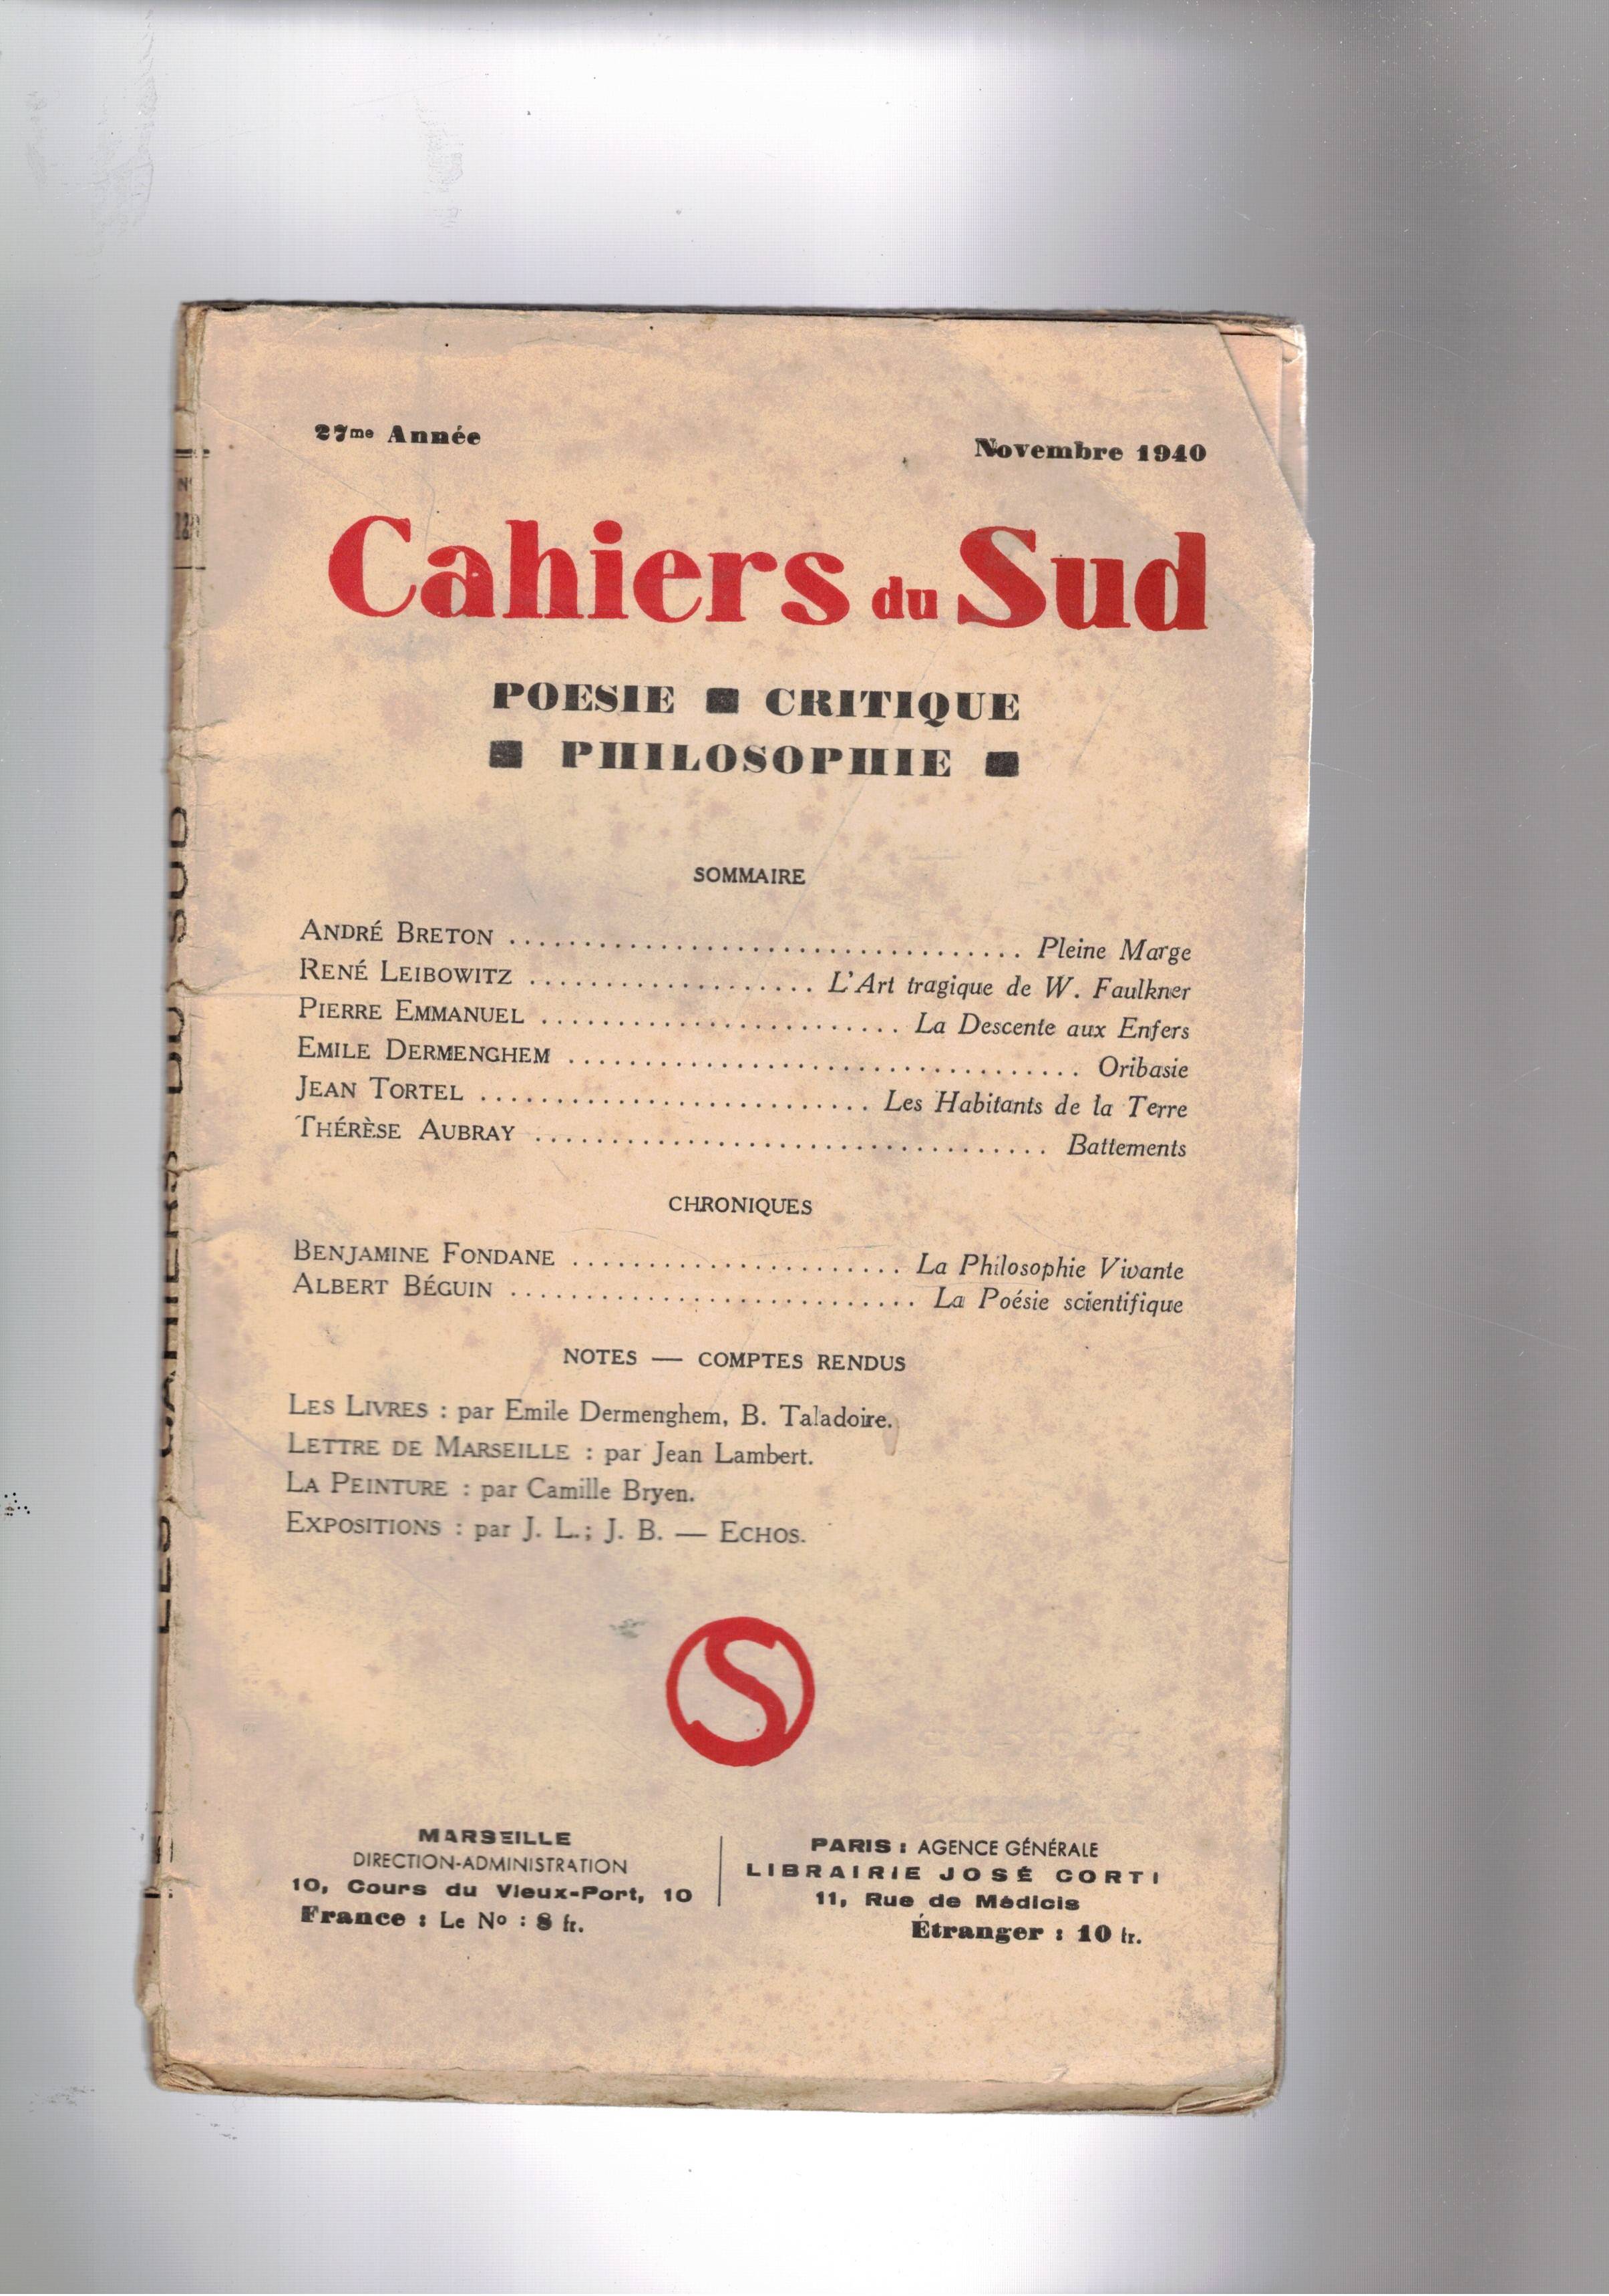 27me Année
Novembre 1940
Cahiers du Sud
POESIE ■ CRITIQUE
■ PHILOSOPHIE ■
SOMMAIRE
ANDRÉ BRETON .................................. Pleine Marge
RENÉ LEIBOWITZ ................... L'Art tragique de W. Faulkner
PIERRE EMMANUEL ........................ La Descente aux Enfers
EMILE DERMENGHEM .................................. Oribasie
JEAN TORTEL .......................... Les Habitants de la Terre
THÉRÈSE AUBRAY .................................. Battements
CHRONIQUES
BENJAMINE FONDANE ...................... La Philosophie Vivante
ALBERT BÉGUIN ........................... La Poésie scientifique
NOTES — COMPTES RENDUS
LES LIVRES : par Emile Dermenghem, B. Taladoire.
LETTRE DE MARSEILLE : par Jean Lambert.
LA PEINTURE : par Camille Bryen.
EXPOSITIONS : par J. L.; J. B. — ECHOS.
S
MARSEILLE
DIRECTION-ADMINISTRATION
10, Cours du Vieux-Port, 10
France : Le No : 8 fr.
PARIS : AGENCE GÉNÉRALE
LIBRAIRIE JOSÉ CORTI
11, Rue de Médicis
Étranger : 10 fr.
LES CAHIERS DU SUD